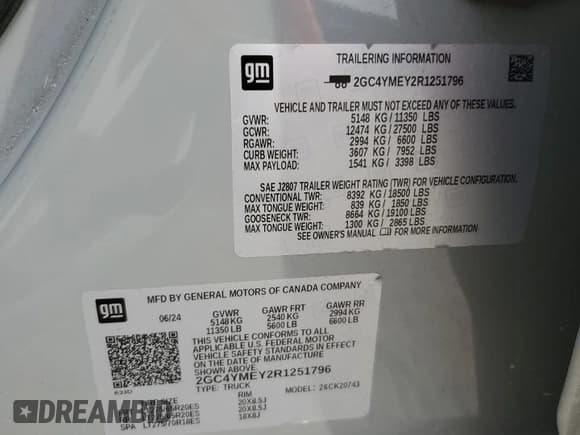 gm
TRAILERING INFORMATION
2GC4YMEY2R1251796
VEHICLE AND TRAILER MUST NOT EXCEED ANY OF THESE VALUES.
GVWR: 5148 KG / 11350 LBS
GCWR: 12474 KG / 27500 LBS
RGAWR: 2994 KG / 6600 LBS
CURB WEIGHT: 3607 KG / 7952 LBS
MAX PAYLOAD: 1541 KG / 3398 LBS
SAE J2807 TRAILER WEIGHT RATING (TWR) FOR VEHICLE CONFIGURATION.
CONVENTIONAL TWR: 8392 KG / 18500 LBS
MAX TONGUE WEIGHT: 839 KG / 1850 LBS
GOOSENECK TWR: 8664 KG / 19100 LBS
MAX TONGUE WEIGHT: 1300 KG / 2865 LBS
SEE OWNER'S MANUAL FOR MORE INFORMATION
gm
MFD BY GENERAL MOTORS OF CANADA COMPANY
06/24 GVWR GAWR FRT GAWR RR
5148 KG 2540 KG 2994 KG
11350 LB 5600 LB 6600 LB
THIS VEHICLE CONFORMS TO ALL
APPLICABLE U.S. FEDERAL MOTOR
VEHICLE SAFETY STANDARDS IN EFFECT
ON THE DATE OF MANUFACTURE
SHOWN ABOVE.
2GC4YMEY2R1251796
TYPE: TRUCK MODEL: 26CK20743
SIZE RIM
20X8.5J
20X8.5J
SPA LT275/70R18ES 18X8J
DREAMBID.com
DREAMBID.com